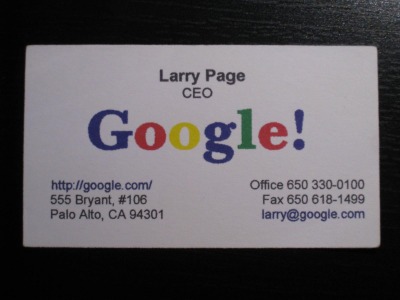 Larry Page
CEO
Google!
http://google.com/
555 Bryant, #106
Palo Alto, CA 94301
Office 650 330-0100
Fax 650 618-1499
larry@google.com